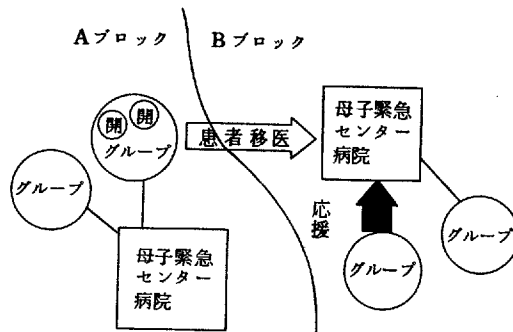 Aブロック
Bブロック
開
開
グループ
患者移医
母子緊急
センター
病院
グループ
応援
グループ
グループ
母子緊急
センター
病院